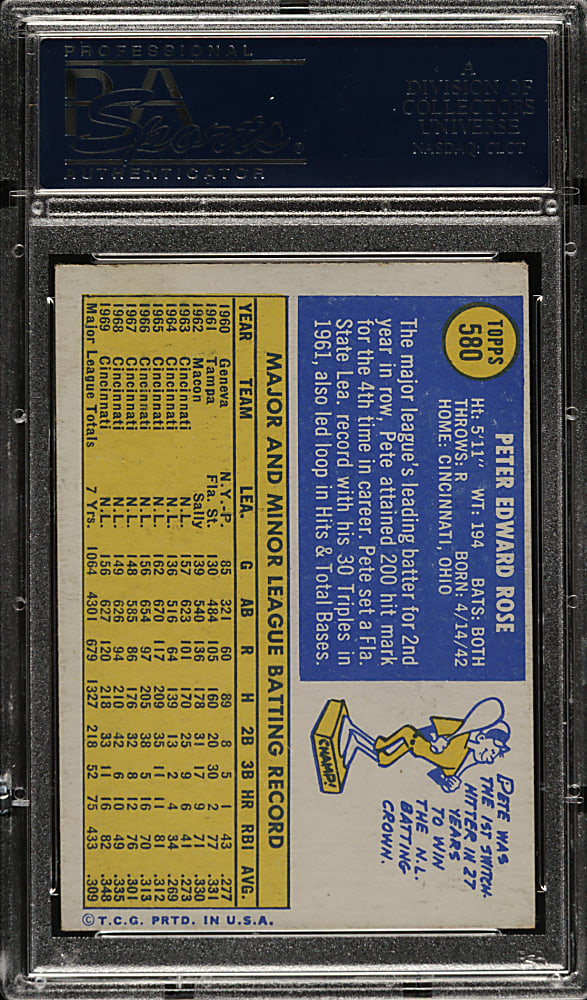 PROFESSIONAL
PSA
Sports
AUTHENTICATOR
A
DIVISION OF
COLLECTORS
UNIVERSE
NASDAQ: CLCT
TOPPS
580
PETER EDWARD ROSE
Ht: 5'11" WT: 194 BATS: BOTH
THROWS: R BORN: 4/14/42
HOME: CINCINNATI, OHIO
The major league's leading batter for 2nd
year in row, Pete attained 200 hit mark
for the 4th time in career. Pete set a Fla.
State Lea. record with his 30 Triples in
1961, also led loop in Hits & Total Bases.
PETE WAS
THE 1ST SWITCH-
HITTER IN 27
YEARS
TO WIN
THE N.L.
BATTING
CROWN.
CHAMP!
MAJOR AND MINOR LEAGUE BATTING RECORD
YEAR TEAM LEA. G AB R H 2B 3B HR RBI AVG.
1960 Geneva N.Y.-P 85 321 60 89 8 5 1 43 .277
1961 Tampa Fla. St. 130 484 105 160 20 30 2 77 .331
1962 Macon Sally 139 540 136 178 31 17 9 71 .330
1963 Cincinnati N.L. 157 623 101 170 25 9 6 41 .273
1964 Cincinnati N.L. 136 516 64 139 13 2 4 34 .269
1965 Cincinnati N.L. 162 670 117 209 35 11 11 81 .312
1966 Cincinnati N.L. 156 654 97 205 38 5 16 70 .313
1967 Cincinnati N.L. 148 585 86 176 32 8 12 76 .301
1968 Cincinnati N.L. 149 626 94 210 42 6 10 49 .335
1969 Cincinnati N.L. 156 627 120 218 33 11 16 82 .348
Major League Totals 7 Yrs. 1064 4301 679 1327 218 52 75 433 .309
© T.C.G. PRTD. IN U.S.A.